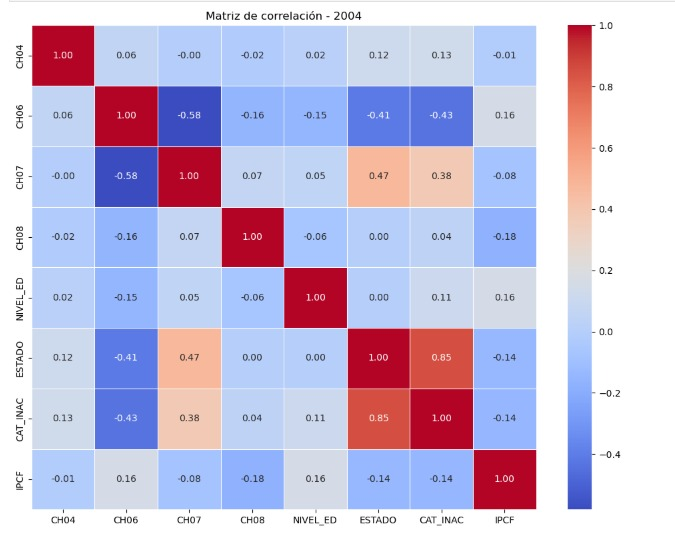 Matriz de correlación - 2004
CH04 1.00 0.06 -0.00 -0.02 0.02 0.12 0.13 -0.01
CH06 0.06 1.00 -0.58 -0.16 -0.15 -0.41 -0.43 0.16
CH07 -0.00 -0.58 1.00 0.07 0.05 0.47 0.38 -0.08
CH08 -0.02 -0.16 0.07 1.00 -0.06 0.00 0.04 -0.18
NIVEL_ED 0.02 -0.15 0.05 -0.06 1.00 0.00 0.11 0.16
ESTADO 0.12 -0.41 0.47 0.00 0.00 1.00 0.85 -0.14
CAT_INAC 0.13 -0.43 0.38 0.04 0.11 0.85 1.00 -0.14
IPCF -0.01 0.16 -0.08 -0.18 0.16 -0.14 -0.14 1.00
CH04 CH06 CH07 CH08 NIVEL_ED ESTADO CAT_INAC IPCF
1.0
0.8
0.6
0.4
0.2
0.0
-0.2
-0.4